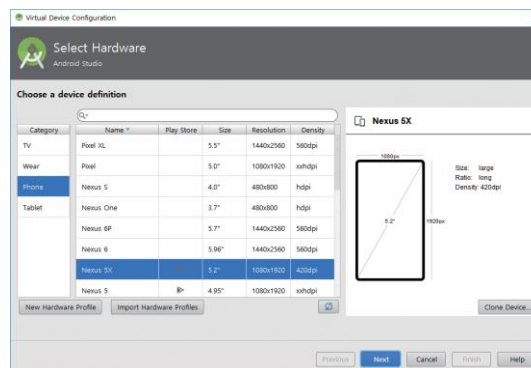 Virtual Device Configuration
Select Hardware
Android Studio
Choose a device definition
Category
TV
Wear
Phone
Tablet
Name Play Store Size Resolution Density
Pixel XL 5.5" 1440x2560 560dpi
Pixel 5.0" 1080x1920 xxhdpi
Nexus S 4.0" 480x800 hdpi
Nexus One 3.7" 480x800 hdpi
Nexus 6P 5.7" 1440x2560 560dpi
Nexus 6 5.96" 1440x2560 560dpi
Nexus 5X 5.2" 1080x1920 420dpi
Nexus 5 4.95" 1080x1920 xxhdpi
New Hardware Profile Import Hardware Profiles
Nexus 5X
1080px
5.2"
1920px
Size: large
Ratio: long
Density: 420dpi
Clone Device...
Previous Next Cancel Finish Help